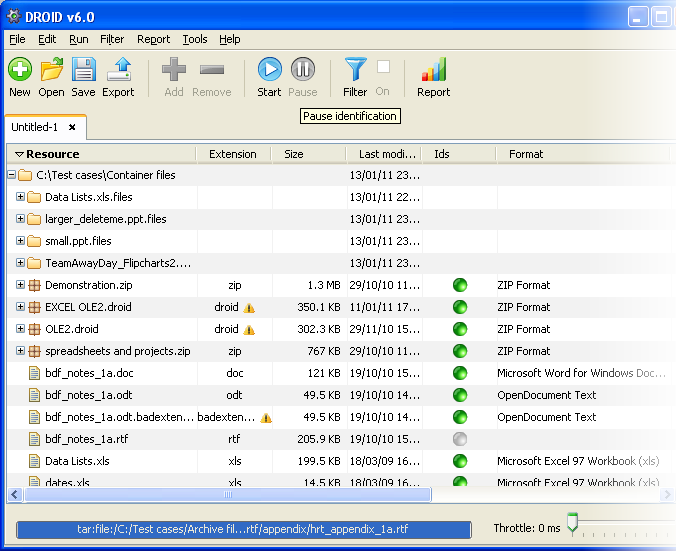 DROID v6.0
File Edit Run Filter Report Tools Help
New Open Save Export Add Remove Start Pause Filter On Report
Pause identification
Untitled-1 ×
Resource Extension Size Last modi... Ids Format
C:\Test cases\Container files 13/01/11 23...
Data Lists.xls.files 13/01/11 22...
larger_deleteme.ppt.files 13/01/11 23...
small.ppt.files 13/01/11 23...
TeamAwayDay_Flipcharts2.... 13/01/11 23...
Demonstration.zip zip 1.3 MB 29/10/10 11... ZIP Format
EXCEL OLE2.droid droid 350.1 KB 11/01/11 17... ZIP Format
OLE2.droid droid 302.3 KB 29/11/10 15... ZIP Format
spreadsheets and projects.zip zip 767 KB 29/10/10 11... ZIP Format
bdf_notes_1a.doc doc 121 KB 19/10/10 15... Microsoft Word for Windows Doc...
bdf_notes_1a.odt odt 49.5 KB 19/10/10 14... OpenDocument Text
bdf_notes_1a.odt.badexten... badexten... 49.5 KB 19/10/10 14... OpenDocument Text
bdf_notes_1a.rtf rtf 205.9 KB 19/10/10 15...
Data Lists.xls xls 199.5 KB 18/03/09 16... Microsoft Excel 97 Workbook (xls)
dates.xls xls 14.5 KB 18/03/09 16... Microsoft Excel 97 Workbook (xls)
tar:file:/C:/Test cases/Archive fil...rtf/appendix/hrt_appendix_1a.rtf Throttle: 0 ms